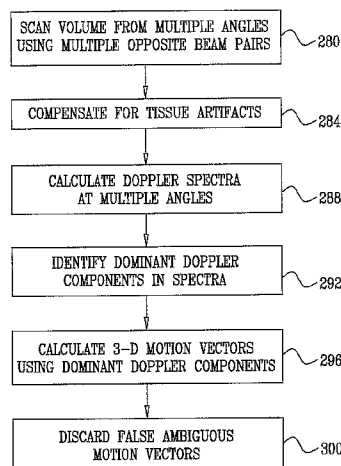 SCAN VOLUME FROM MULTIPLE ANGLES
USING MULTIPLE OPPOSITE BEAM PAIRS
280
COMPENSATE FOR TISSUE ARTIFACTS
284
CALCULATE DOPPLER SPECTRA
AT MULTIPLE ANGLES
288
IDENTIFY DOMINANT DOPPLER
COMPONENTS IN SPECTRA
292
CALCULATE 3-D MOTION VECTORS
USING DOMINANT DOPPLER COMPONENTS
296
DISCARD FALSE AMBIGUOUS
MOTION VECTORS
300